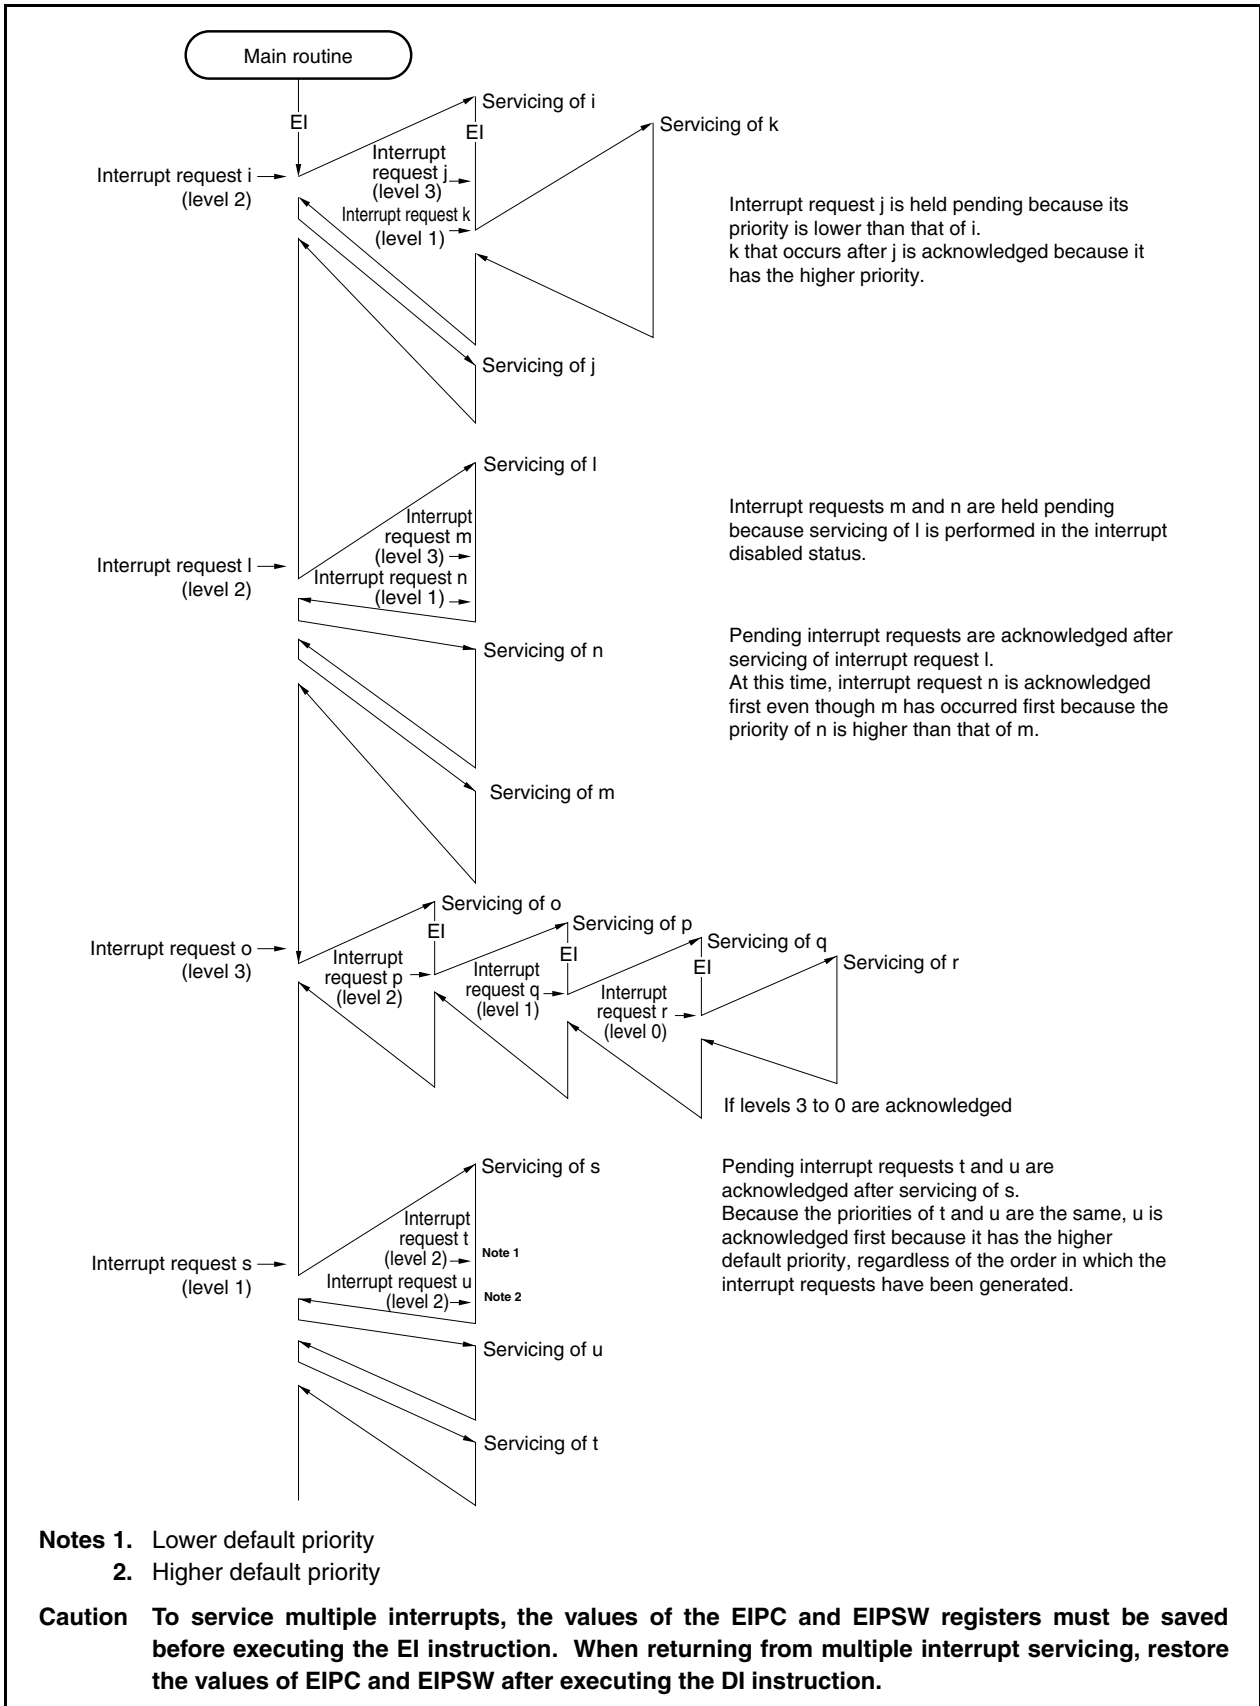 Main routine
EI
Servicing of i
EI
Servicing of k
Interrupt request i
(level 2)
Interrupt
request j
(level 3)
Interrupt request k
(level 1)
Interrupt request j is held pending because its
priority is lower than that of i.
k that occurs after j is acknowledged because it
has the higher priority.
Servicing of j
Servicing of l
Interrupt request l
(level 2)
Interrupt
request m
(level 3)
Interrupt request n
(level 1)
Interrupt requests m and n are held pending
because servicing of l is performed in the interrupt
disabled status.
Servicing of n
Pending interrupt requests are acknowledged after
servicing of interrupt request l.
At this time, interrupt request n is acknowledged
first even though m has occurred first because the
priority of n is higher than that of m.
Servicing of m
Interrupt request o
(level 3)
Servicing of o
EI
Interrupt
request p
(level 2)
Servicing of p
EI
Interrupt
request q
(level 1)
Servicing of q
EI
Interrupt
request r
(level 0)
Servicing of r
If levels 3 to 0 are acknowledged
Servicing of s
Interrupt request s
(level 1)
Interrupt
request t
(level 2)
Note 1
Interrupt request u
(level 2)
Note 2
Pending interrupt requests t and u are
acknowledged after servicing of s.
Because the priorities of t and u are the same, u is
acknowledged first because it has the higher
default priority, regardless of the order in which the
interrupt requests have been generated.
Servicing of u
Servicing of t
Notes 1. Lower default priority
2. Higher default priority
Caution To service multiple interrupts, the values of the EIPC and EIPSW registers must be saved
before executing the EI instruction. When returning from multiple interrupt servicing, restore
the values of EIPC and EIPSW after executing the DI instruction.